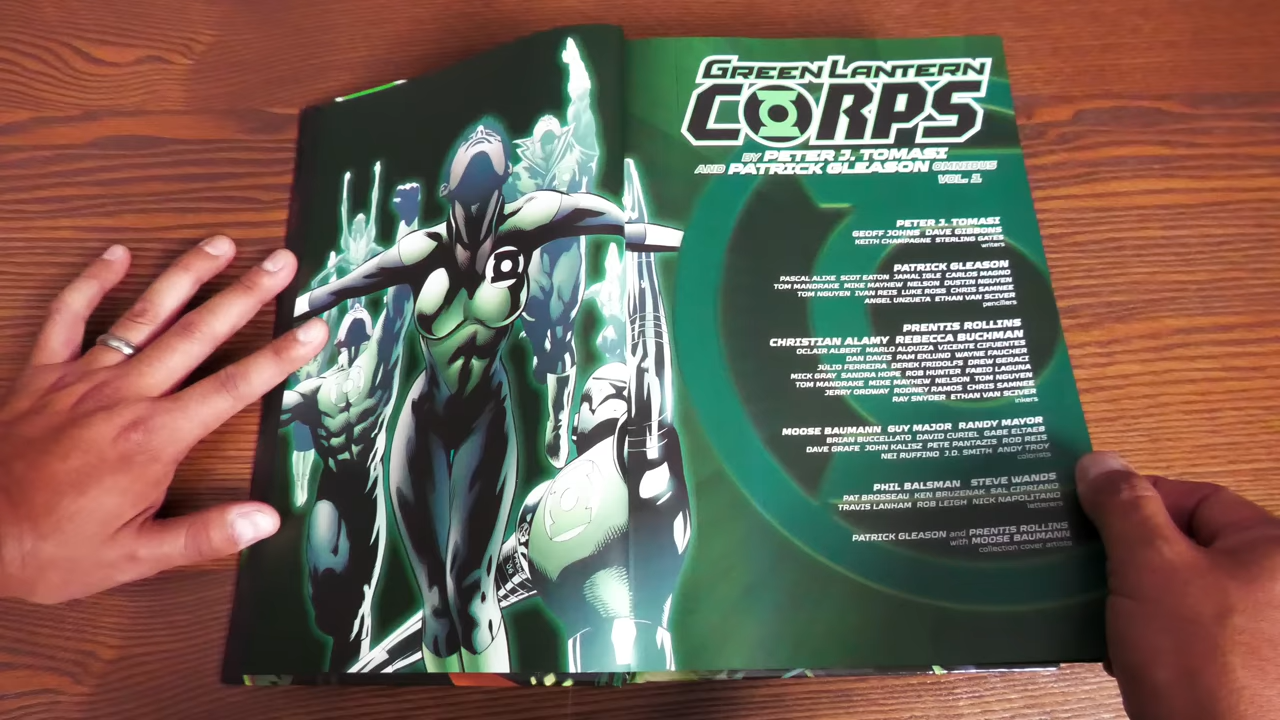 GREEN LANTERN
CORPS
BY PETER J. TOMASI
AND PATRICK GLEASON OMNIBUS
VOL. 1
PETER J. TOMASI
GEOFF JOHNS DAVE GIBBONS
KEITH CHAMPAGNE STERLING GATES
writers
PATRICK GLEASON
PASCAL ALIXE SCOT EATON JAMAL IGLE CARLOS MAGNO
TOM MANDRAKE MIKE MAYHEW NELSON DUSTIN NGUYEN
TOM NGUYEN IVAN REIS LUKE ROSS CHRIS SAMNEE
ANGEL UNZUETA ETHAN VAN SCIVER
pencillers
PRENTIS ROLLINS
CHRISTIAN ALAMY REBECCA BUCHMAN
OCLAIR ALBERT MARLO ALQUIZA VICENTE CIFUENTES
DAN DAVIS PAM EKLUND WAYNE FAUCHER
JÚLIO FERREIRA DEREK FRIDOLFS DREW GERACI
MICK GRAY SANDRA HOPE ROB HUNTER FABIO LAGUNA
TOM MANDRAKE MIKE MAYHEW NELSON TOM NGUYEN
JERRY ORDWAY RODNEY RAMOS CHRIS SAMNEE
RAY SNYDER ETHAN VAN SCIVER
inkers
MOOSE BAUMANN GUY MAJOR RANDY MAYOR
BRIAN BUCCELLATO DAVID CURIEL GABE ELTAEB
DAVE GRAFE JOHN KALISZ PETE PANTAZIS ROD REIS
NEI RUFFINO J.D. SMITH ANDY TROY
colorists
PHIL BALSMAN STEVE WANDS
PAT BROSSEAU KEN BRUZENAK SAL CIPRIANO
TRAVIS LANHAM ROB LEIGH NICK NAPOLITANO
letterers
PATRICK GLEASON and PRENTIS ROLLINS
with MOOSE BAUMANN
collection cover artists